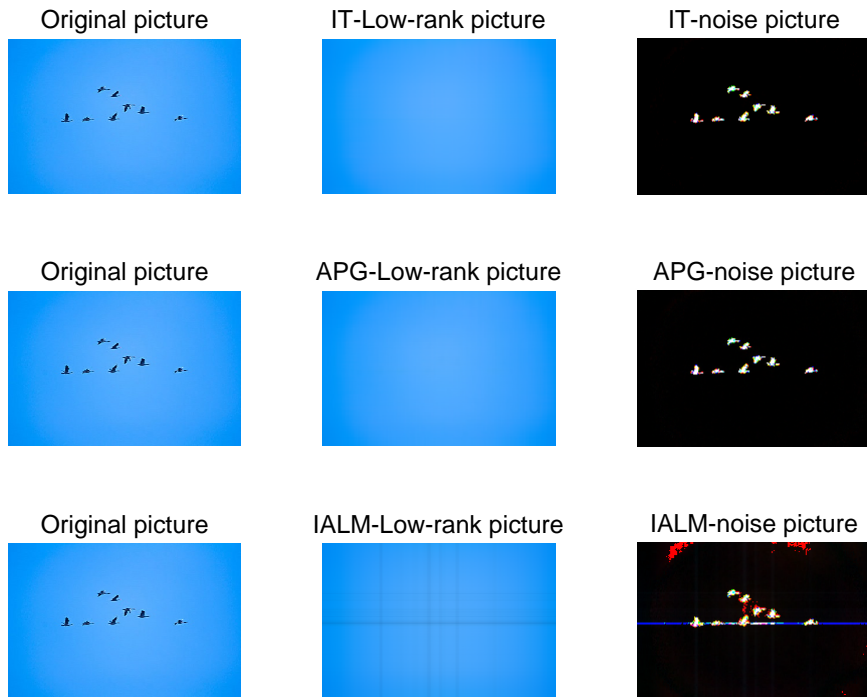 Original picture
IT-Low-rank picture
IT-noise picture
Original picture
APG-Low-rank picture
APG-noise picture
Original picture
IALM-Low-rank picture
IALM-noise picture